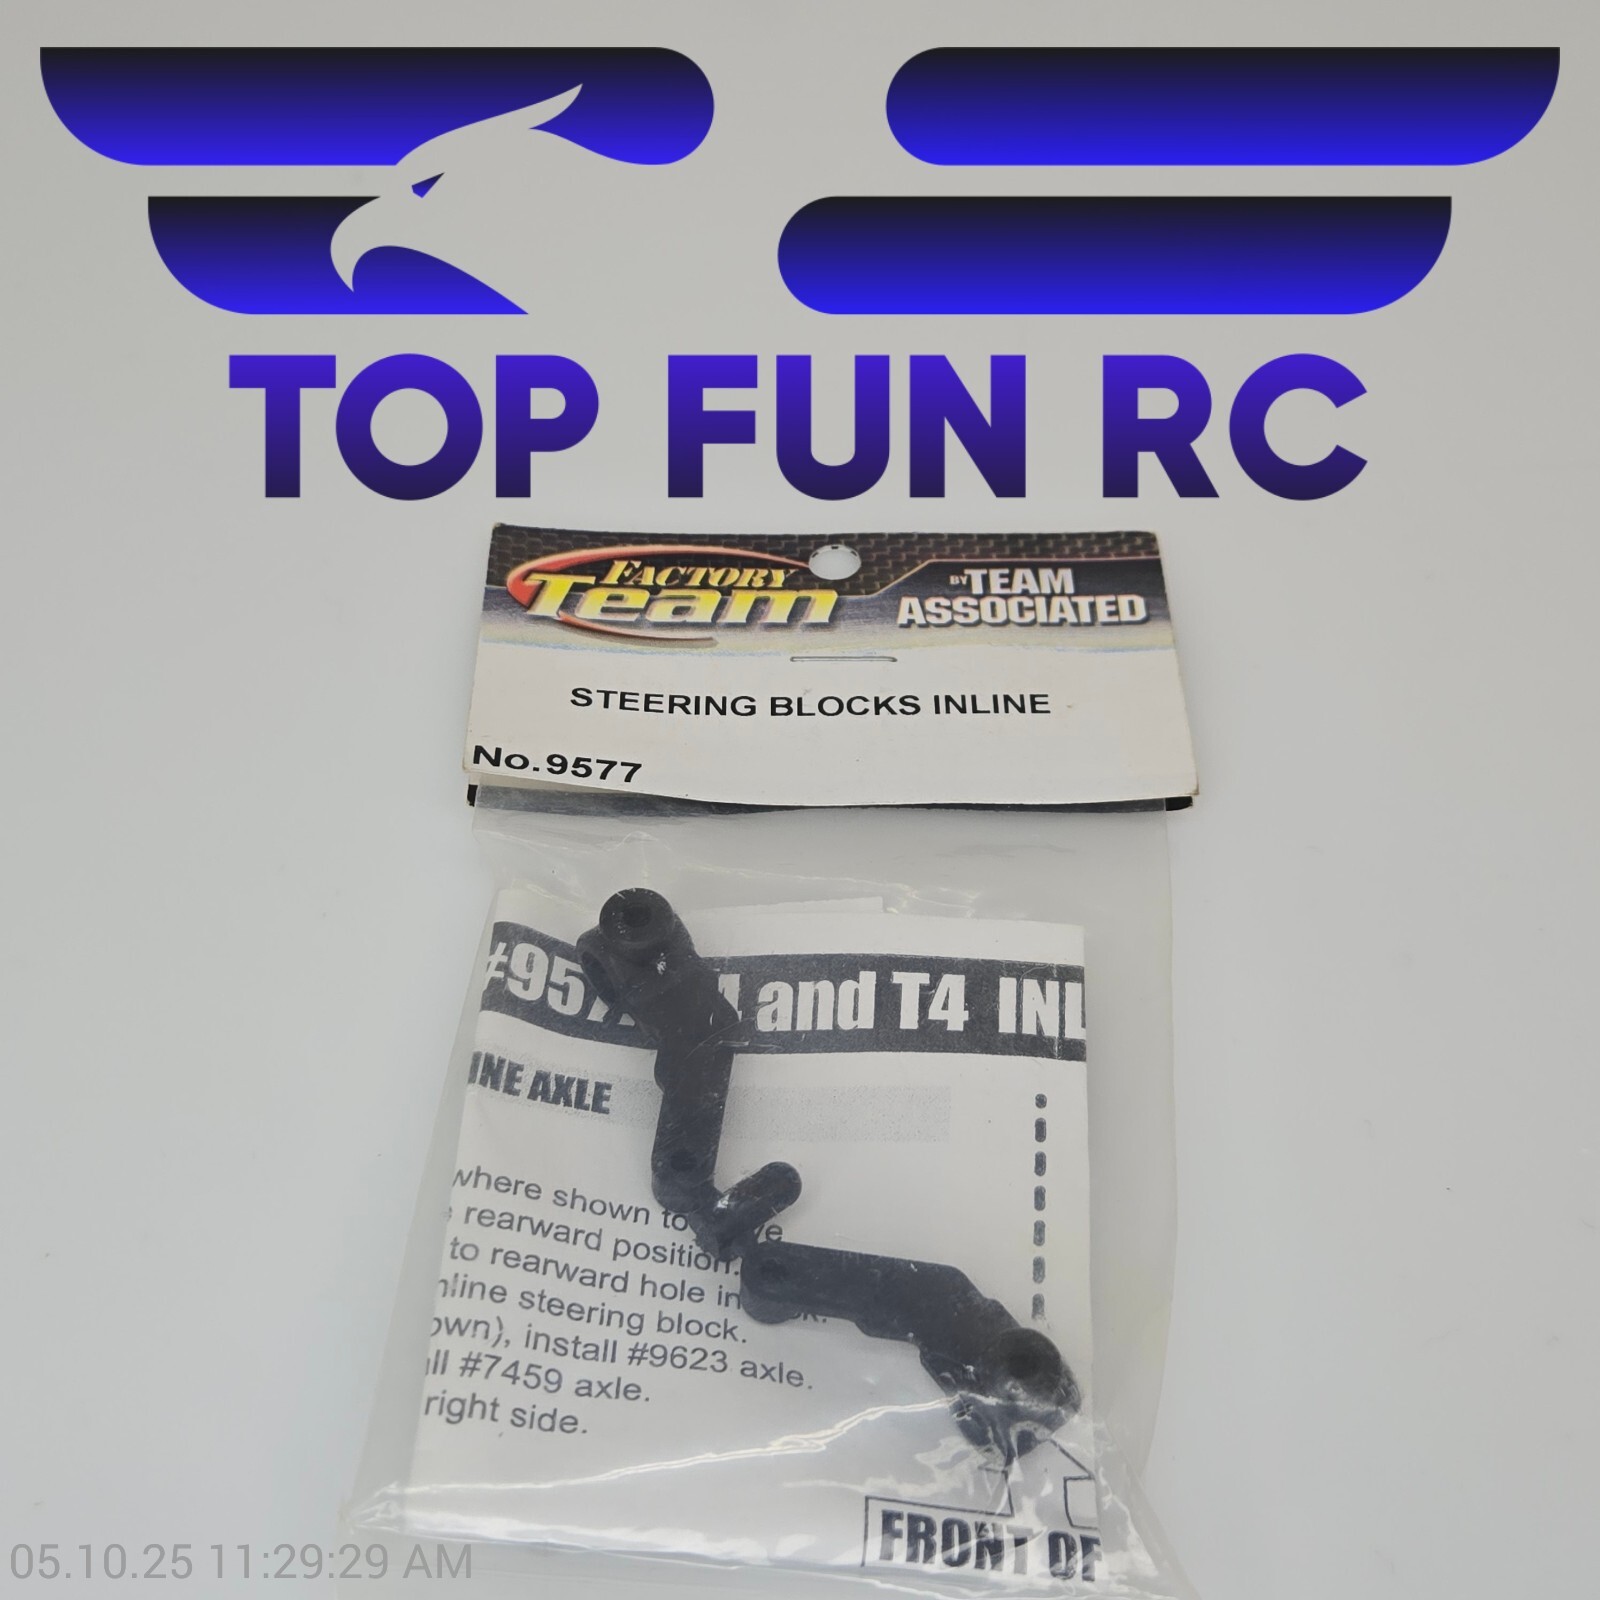 TOP FUN RC
FACTORY
Team
BY TEAM
ASSOCIATED
STEERING BLOCKS INLINE
No.9577
and T4 INL
INE AXLE
where shown to
rearward position.
to rearward hole in
nline steering block.
own), install #9623 axle.
ll #7459 axle.
right side.
FRONT OF
05.10.25 11:29:29 AM